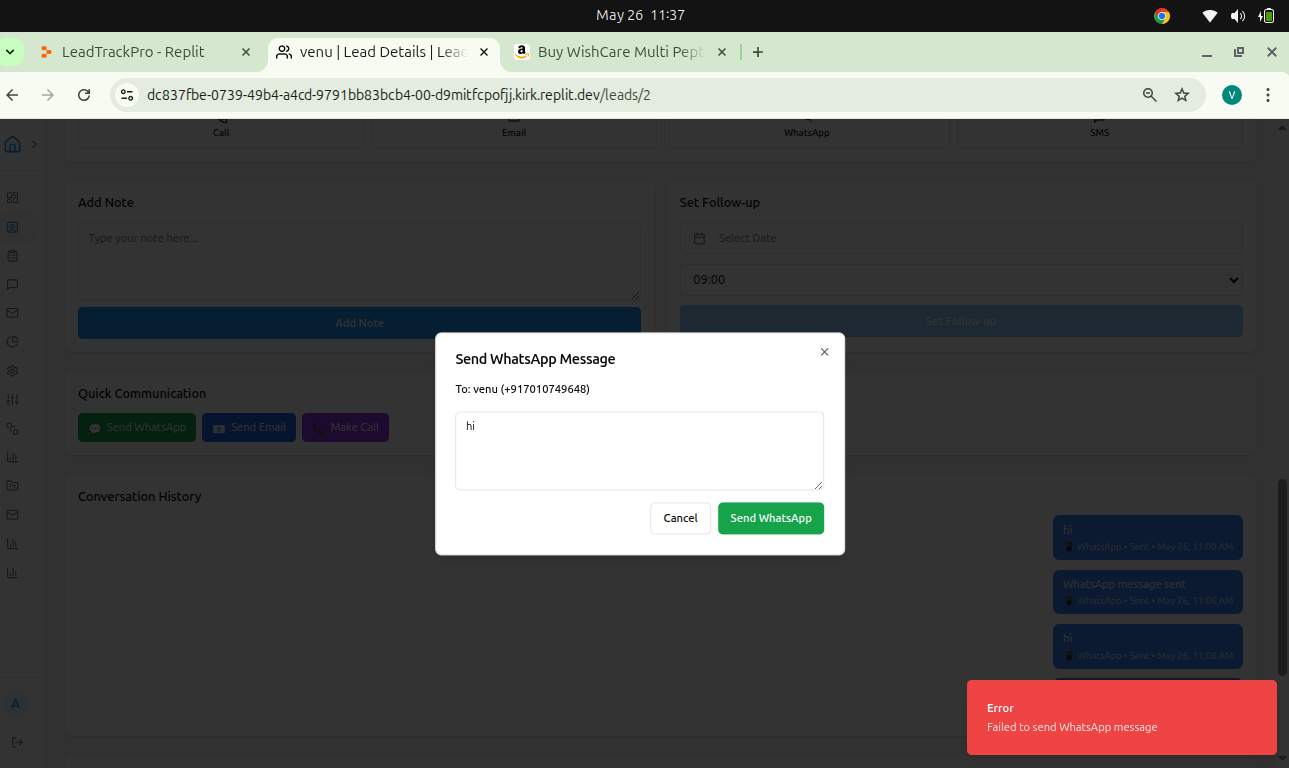 May 26 11:37
LeadTrackPro - Replit
venu | Lead Details | Lead
Buy WishCare Multi Pept
dc837fbe-0739-49b4-a4cd-9791bb83bcb4-00-d9mitfcpofjj.kirk.replit.dev/leads/2
V
Call
Email
WhatsApp
SMS
Add Note
Set Follow-up
Type your note here...
Select Date
09:00
Add Note
Set Follow-up
Send WhatsApp Message
To: venu (+917010749648)
hi
Cancel
Send WhatsApp
Quick Communication
Send WhatsApp
Send Email
Make Call
Conversation History
hi
WhatsApp • Sent • May 26, 11:00 AM
WhatsApp message sent
WhatsApp • Sent • May 26, 11:06 AM
hi
WhatsApp • Sent • May 26, 11:08 AM
A
Error
Failed to send WhatsApp message